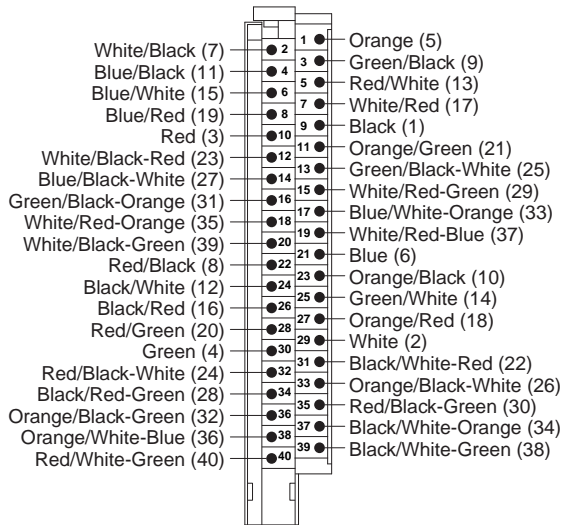 1 Orange (5)
White/Black (7) 2
3 Green/Black (9)
Blue/Black (11) 4
5 Red/White (13)
Blue/White (15) 6
7 White/Red (17)
Blue/Red (19) 8
9 Black (1)
Red (3) 10
11 Orange/Green (21)
White/Black-Red (23) 12
13 Green/Black-White (25)
Blue/Black-White (27) 14
15 White/Red-Green (29)
Green/Black-Orange (31) 16
17 Blue/White-Orange (33)
White/Red-Orange (35) 18
19 White/Red-Blue (37)
White/Black-Green (39) 20
21 Blue (6)
Red/Black (8) 22
23 Orange/Black (10)
Black/White (12) 24
25 Green/White (14)
Black/Red (16) 26
27 Orange/Red (18)
Red/Green (20) 28
29 White (2)
Green (4) 30
31 Black/White-Red (22)
Red/Black-White (24) 32
33 Orange/Black-White (26)
Black/Red-Green (28) 34
35 Red/Black-Green (30)
Orange/Black-Green (32) 36
37 Black/White-Orange (34)
Orange/White-Blue (36) 38
39 Black/White-Green (38)
Red/White-Green (40) 40